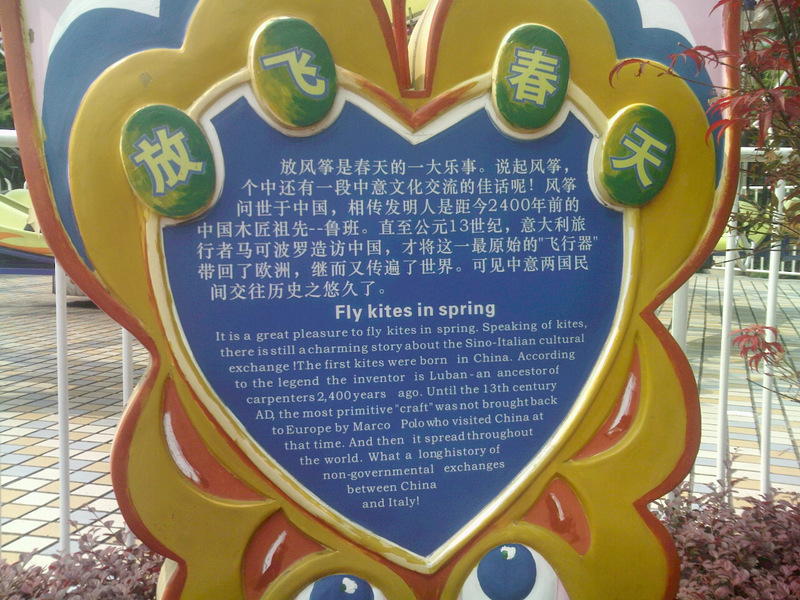 放飞春天
放风筝是春天的一大乐事。说起风筝，
个中还有一段中意文化交流的佳话呢！风筝
问世于中国，相传发明人是距今2400年前的
中国木匠祖先--鲁班。直至公元13世纪，意大利旅
行者马可波罗造访中国，才将这一最原始的"飞行器"
带回了欧洲，继而又传遍了世界。可见中意两国民
间交往历史之悠久了。
Fly kites in spring
It is a great pleasure to fly kites in spring. Speaking of kites,
there is still a charming story about the Sino-Italian cultural
exchange !The first kites were born in China. According
to the legend the inventor is Luban-an ancestor of
carpenters 2,400 years ago. Until the 13th century
AD, the most primitive "craft" was not brought back
to Europe by Marco Polo who visited China at
that time. And then it spread throughout
the world. What a long history of
non-governmental exchanges
between China
and Italy!